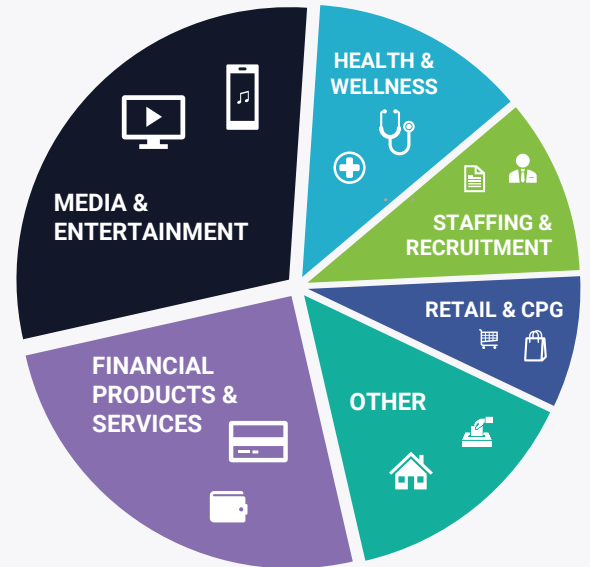 HEALTH &
WELLNESS
MEDIA &
ENTERTAINMENT
STAFFING &
RECRUITMENT
RETAIL & CPG
FINANCIAL
PRODUCTS &
SERVICES
OTHER